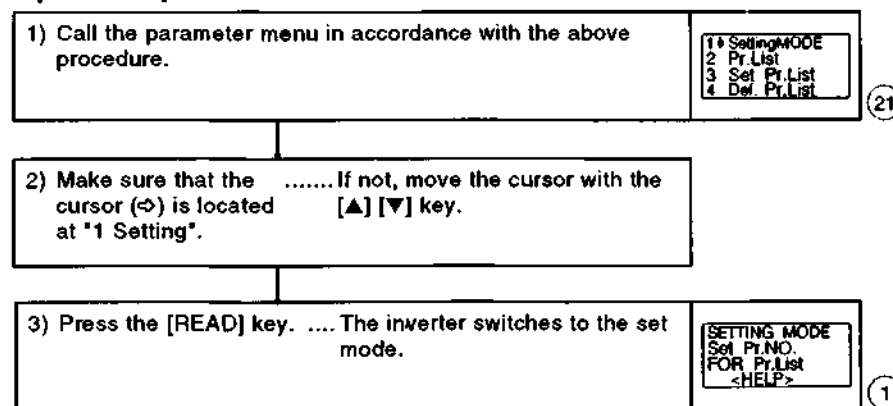 1) Call the parameter menu in accordance with the above
procedure.
1 SettingMODE
2 Pr.List
3 Set Pr.List
4 Def. Pr.List
21
2) Make sure that the ....... If not, move the cursor with the
cursor (⇨) is located [▲] [▼] key.
at "1 Setting".
3) Press the [READ] key. .... The inverter switches to the set
mode.
SETTING MODE
Set Pr.NO.
FOR Pr.List
<HELP>
1